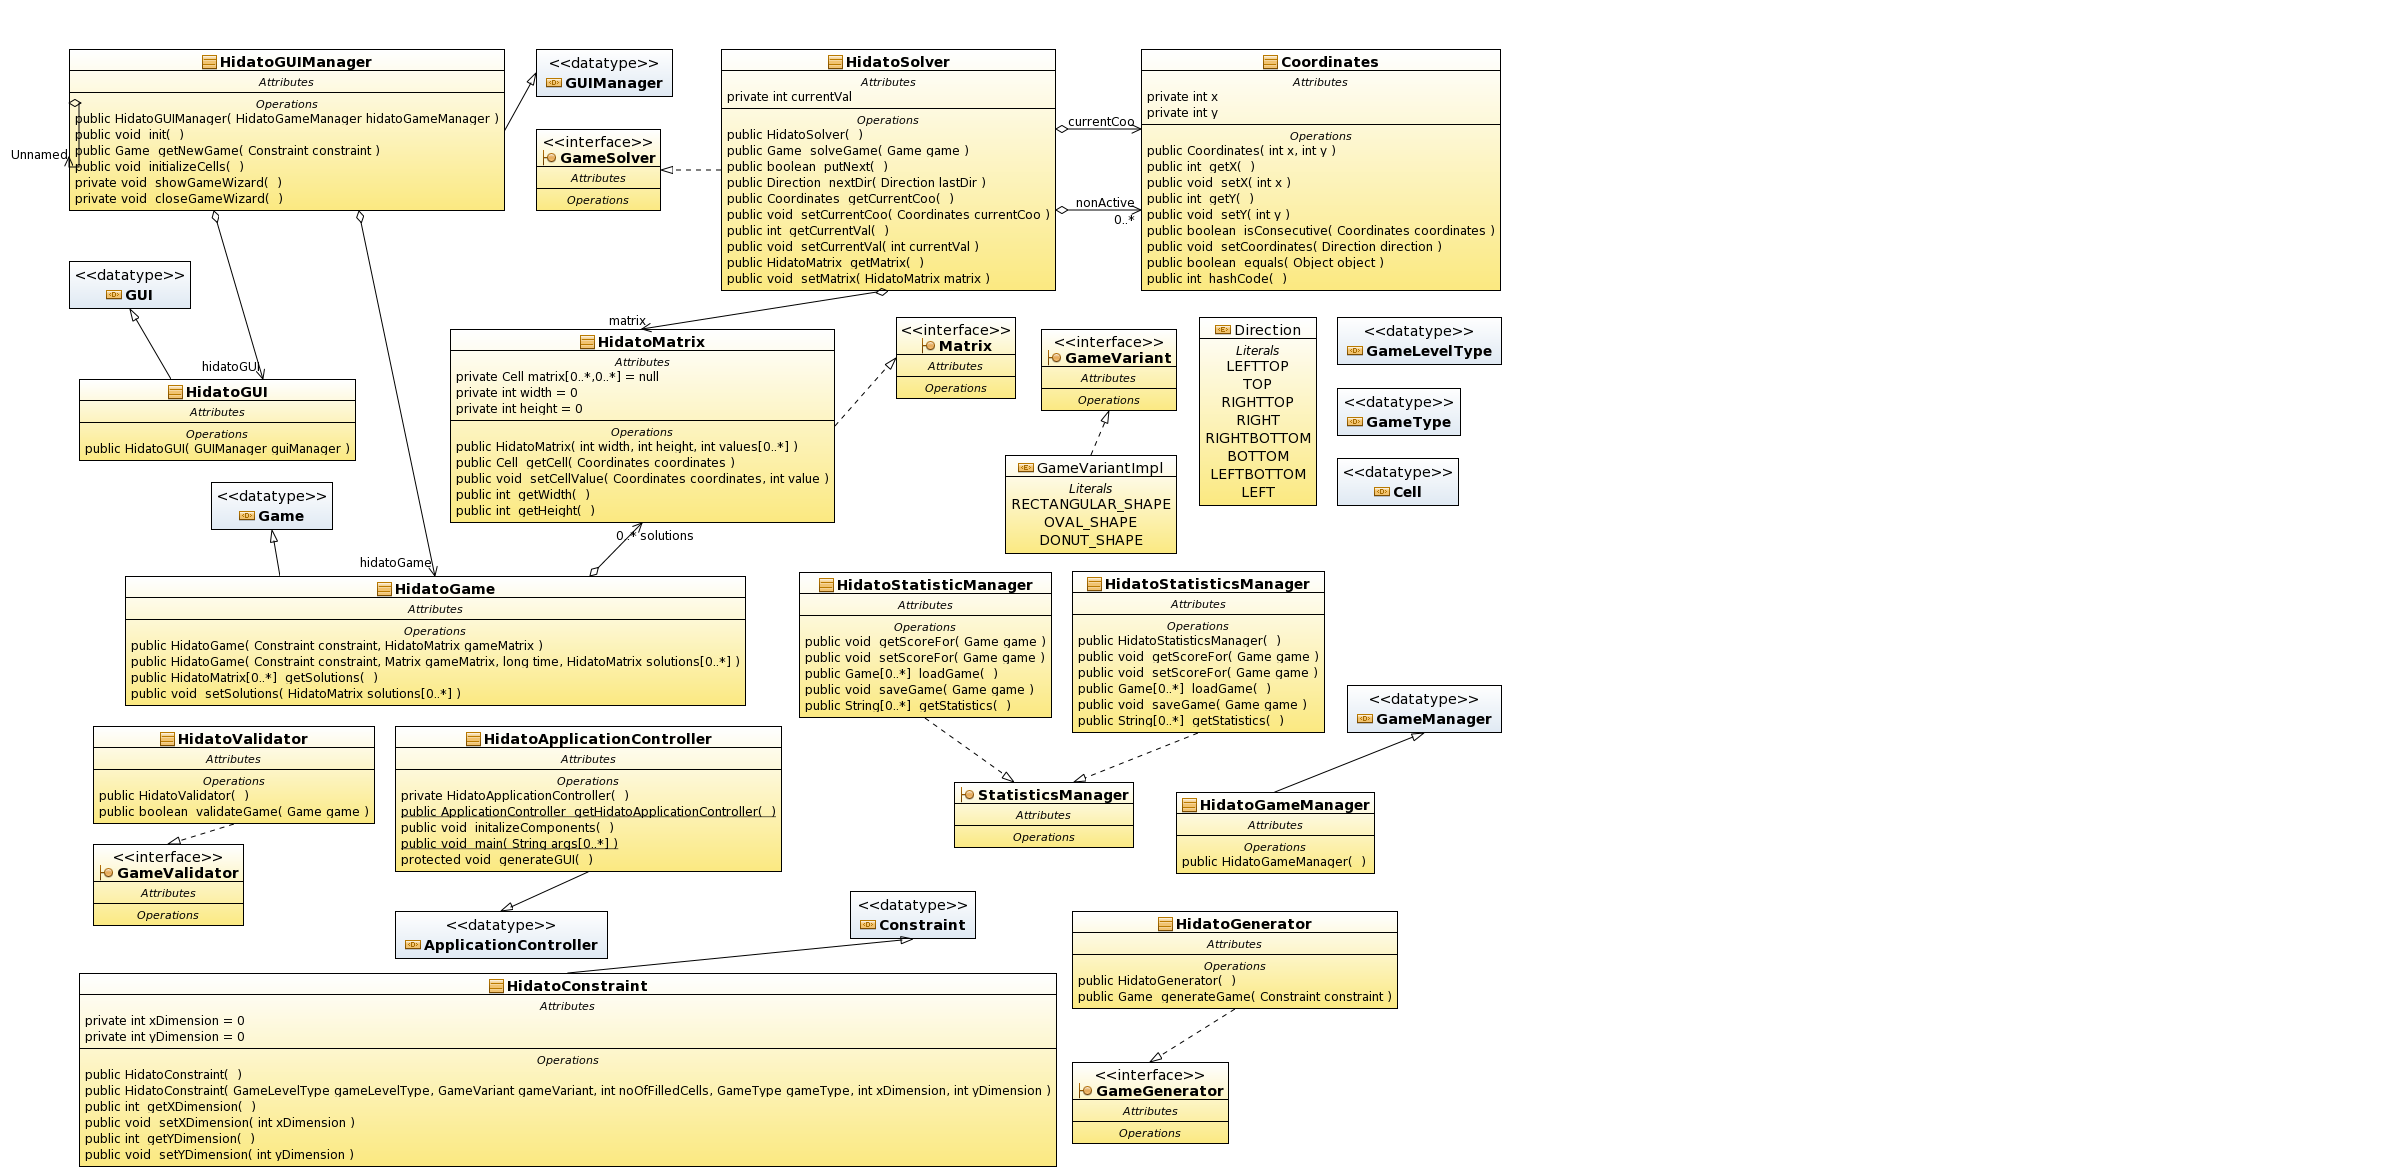 HidatoGUIManager
Attributes
Operations
public HidatoGUIManager( HidatoGameManager hidatoGameManager )
public void  init(  )
public Game  getNewGame( Constraint constraint )
public void  initializeCells(  )
private void  showGameWizard(  )
private void  closeGameWizard(  )
Unnamed
<<datatype>>
GUIManager
<<interface>>
GameSolver
Attributes
Operations
HidatoSolver
Attributes
private int currentVal
Operations
public HidatoSolver(  )
public Game  solveGame( Game game )
public boolean  putNext(  )
public Direction  nextDir( Direction lastDir )
public Coordinates  getCurrentCoo(  )
public void  setCurrentCoo( Coordinates currentCoo )
public int  getCurrentVal(  )
public void  setCurrentVal( int currentVal )
public HidatoMatrix  getMatrix(  )
public void  setMatrix( HidatoMatrix matrix )
currentCoo
nonActive
0..*
Coordinates
Attributes
private int x
private int y
Operations
public Coordinates( int x, int y )
public int  getX(  )
public void  setX( int x )
public int  getY(  )
public void  setY( int y )
public boolean  isConsecutive( Coordinates coordinates )
public void  setCoordinates( Direction direction )
public boolean  equals( Object object )
public int  hashCode(  )
<<datatype>>
GUI
hidatoGUI
HidatoGUI
Attributes
Operations
public HidatoGUI( GUIManager guiManager )
matrix
HidatoMatrix
Attributes
private Cell matrix[0..*,0..*] = null
private int width = 0
private int height = 0
Operations
public HidatoMatrix( int width, int height, int values[0..*] )
public Cell  getCell( Coordinates coordinates )
public void  setCellValue( Coordinates coordinates, int value )
public int  getWidth(  )
public int  getHeight(  )
<<interface>>
Matrix
Attributes
Operations
<<interface>>
GameVariant
Attributes
Operations
GameVariantImpl
Literals
RECTANGULAR_SHAPE
OVAL_SHAPE
DONUT_SHAPE
Direction
Literals
LEFTTOP
TOP
RIGHTTOP
RIGHT
RIGHTBOTTOM
BOTTOM
LEFTBOTTOM
LEFT
<<datatype>>
GameLevelType
<<datatype>>
GameType
<<datatype>>
Cell
<<datatype>>
Game
0..* solutions
hidatoGame
HidatoGame
Attributes
Operations
public HidatoGame( Constraint constraint, HidatoMatrix gameMatrix )
public HidatoGame( Constraint constraint, Matrix gameMatrix, long time, HidatoMatrix solutions[0..*] )
public HidatoMatrix[0..*]  getSolutions(  )
public void  setSolutions( HidatoMatrix solutions[0..*] )
HidatoStatisticManager
Attributes
Operations
public void  getScoreFor( Game game )
public void  setScoreFor( Game game )
public Game[0..*]  loadGame(  )
public void  saveGame( Game game )
public String[0..*]  getStatistics(  )
HidatoStatisticsManager
Attributes
Operations
public HidatoStatisticsManager(  )
public void  getScoreFor( Game game )
public void  setScoreFor( Game game )
public Game[0..*]  loadGame(  )
public void  saveGame( Game game )
public String[0..*]  getStatistics(  )
<<datatype>>
GameManager
HidatoValidator
Attributes
Operations
public HidatoValidator(  )
public boolean  validateGame( Game game )
<<interface>>
GameValidator
Attributes
Operations
HidatoApplicationController
Attributes
Operations
private HidatoApplicationController(  )
public ApplicationController  getHidatoApplicationController(  )
public void  initalizeComponents(  )
public void  main( String args[0..*] )
protected void  generateGUI(  )
<<datatype>>
ApplicationController
StatisticsManager
Attributes
Operations
HidatoGameManager
Attributes
Operations
public HidatoGameManager(  )
<<datatype>>
Constraint
HidatoConstraint
Attributes
private int xDimension = 0
private int yDimension = 0
Operations
public HidatoConstraint(  )
public HidatoConstraint( GameLevelType gameLevelType, GameVariant gameVariant, int noOfFilledCells, GameType gameType, int xDimension, int yDimension )
public int  getXDimension(  )
public void  setXDimension( int xDimension )
public int  getYDimension(  )
public void  setYDimension( int yDimension )
HidatoGenerator
Attributes
Operations
public HidatoGenerator(  )
public Game  generateGame( Constraint constraint )
<<interface>>
GameGenerator
Attributes
Operations